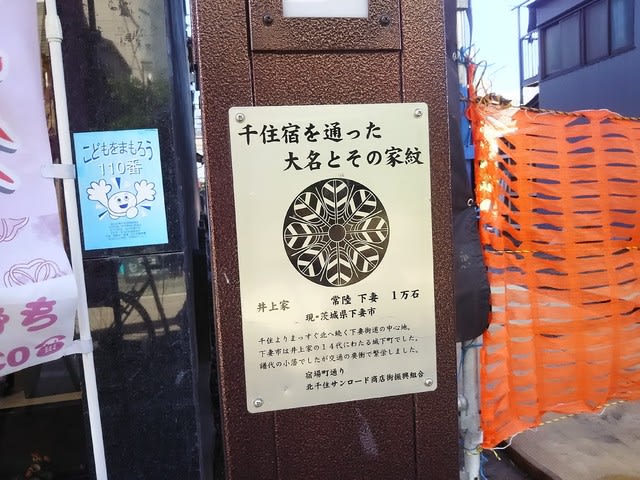 千住宿を通った
大名とその家紋
井上家
常陸 下妻 1万石
現・茨城県下妻市
千住よりまっすぐ北へ続く下妻街道の中心地。
下妻市は井上家の14代にわたる城下町でした。
譜代の小藩でしたが交通の要衝で繁栄しました。
宿場町通り
北千住サンロード商店街振興組合
こどもをまもろう
110番